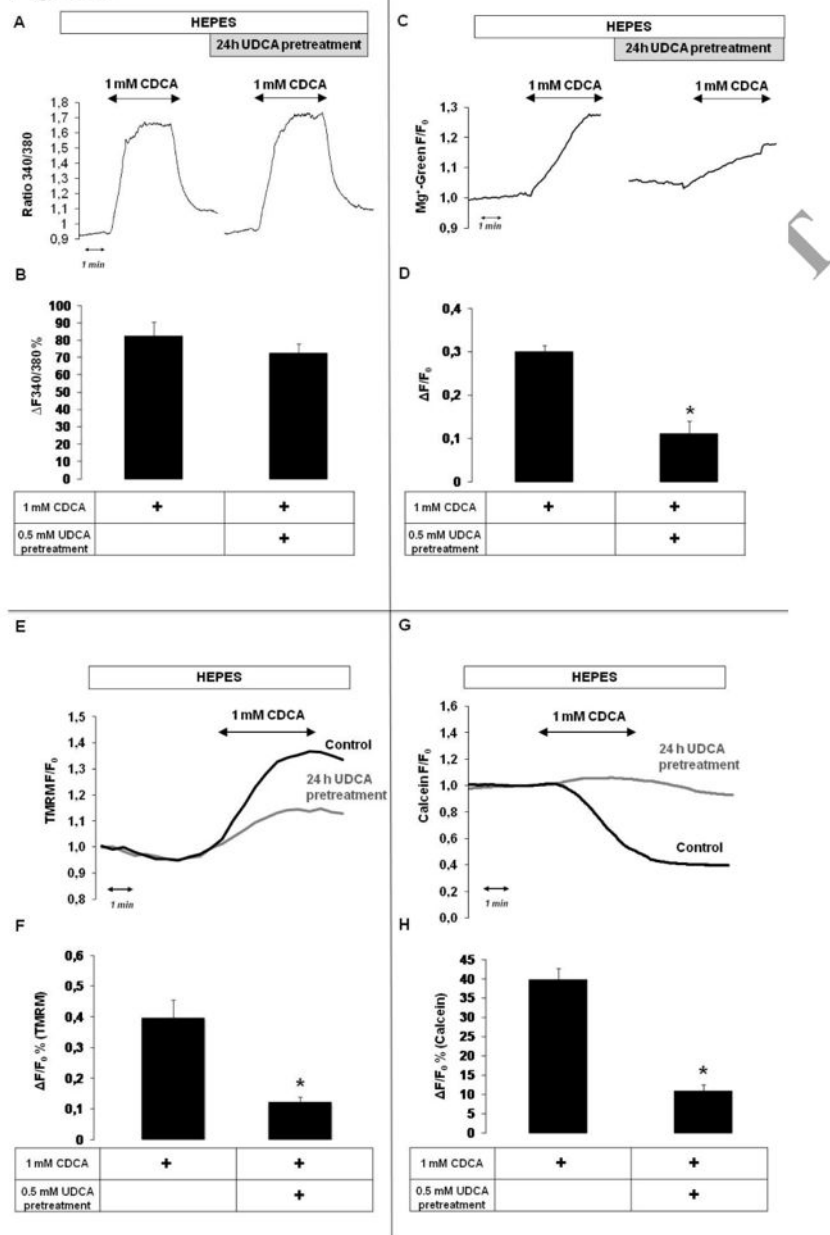 A
HEPES
24h UDCA pretreatment
1 mM CDCA
1 mM CDCA
Ratio 340/380
1,8
1,7
1,6
1,5
1,4
1,3
1,2
1,1
1
0,9
1 min
B
ΔF340/380 %
100
90
80
70
60
50
40
30
20
10
0
1 mM CDCA + +
0.5 mM UDCA pretreatment +
C
HEPES
24h UDCA pretreatment
1 mM CDCA
1 mM CDCA
Mg⁺-Green F/F₀
1,3
1,2
1,1
1,0
0,9
1 min
D
ΔF/F₀
0,4
0,3
0,2
0,1
0
*
1 mM CDCA + +
0.5 mM UDCA pretreatment +
E
HEPES
1 mM CDCA
Control
24 h UDCA
pretreatment
TMRM F/F₀
1,5
1,4
1,3
1,2
1,1
1,0
0,9
0,8
1 min
F
ΔF/F₀ % (TMRM)
0,6
0,5
0,4
0,3
0,2
0,1
0
*
1 mM CDCA + +
0.5 mM UDCA pretreatment +
G
HEPES
1 mM CDCA
24 h UDCA
pretreatment
Control
Calcein F/F₀
1,6
1,4
1,2
1,0
0,8
0,6
0,4
0,2
0,0
1 min
H
ΔF/F₀ % (Calcein)
45
40
35
30
25
20
15
10
5
0
*
1 mM CDCA + +
0.5 mM UDCA pretreatment +